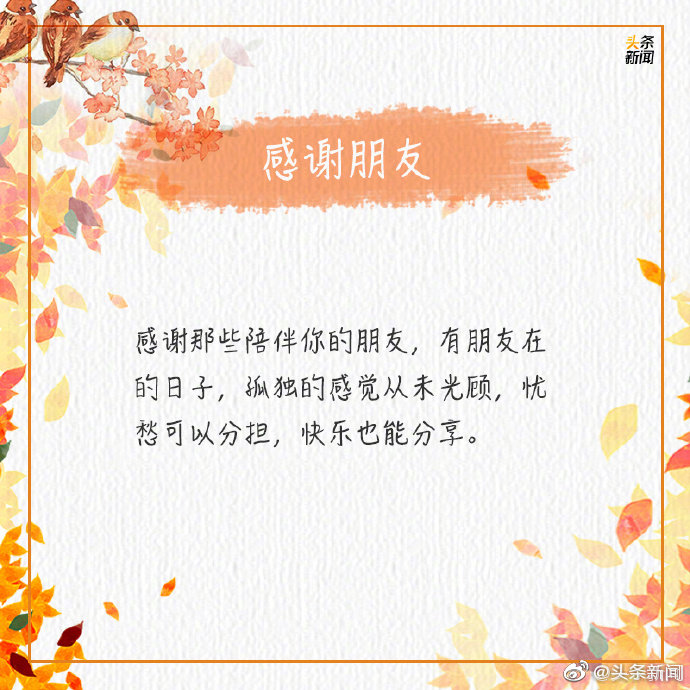 头条
新闻
感谢朋友
感谢那些陪伴你的朋友，有朋友在
的日子，孤独的感觉从未光顾，忧
愁可以分担，快乐也能分享。
@头条新闻